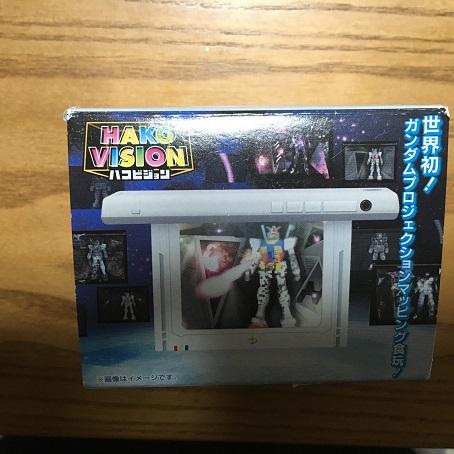 HAKO
VISION
ハコビジョン
世界初!
ガンダムプロジェクションマッピング食玩!
※画像はイメージです。